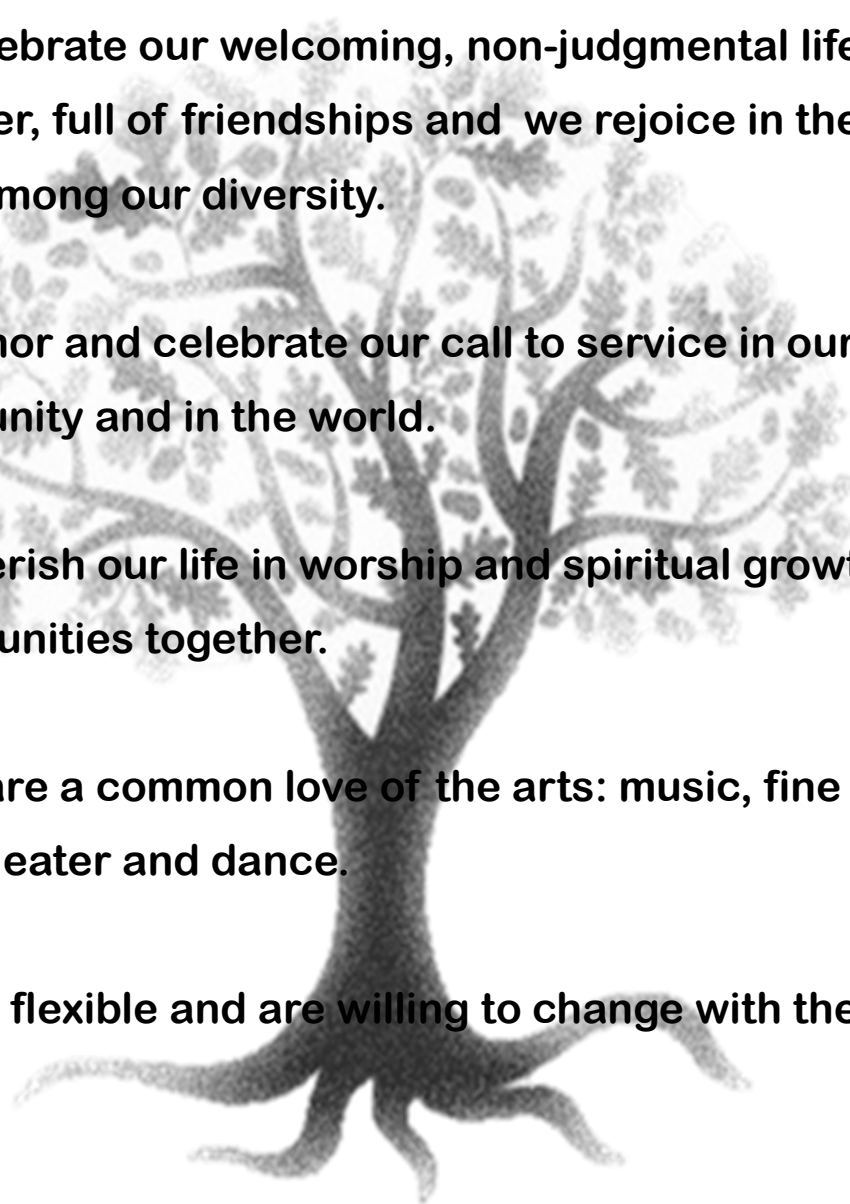 ebrate our welcoming, non-judgmental life
er, full of friendships and we rejoice in the
mong our diversity.
nor and celebrate our call to service in our
unity and in the world.
erish our life in worship and spiritual growt
unities together.
are a common love of the arts: music, fine
eater and dance.
flexible and are willing to change with the